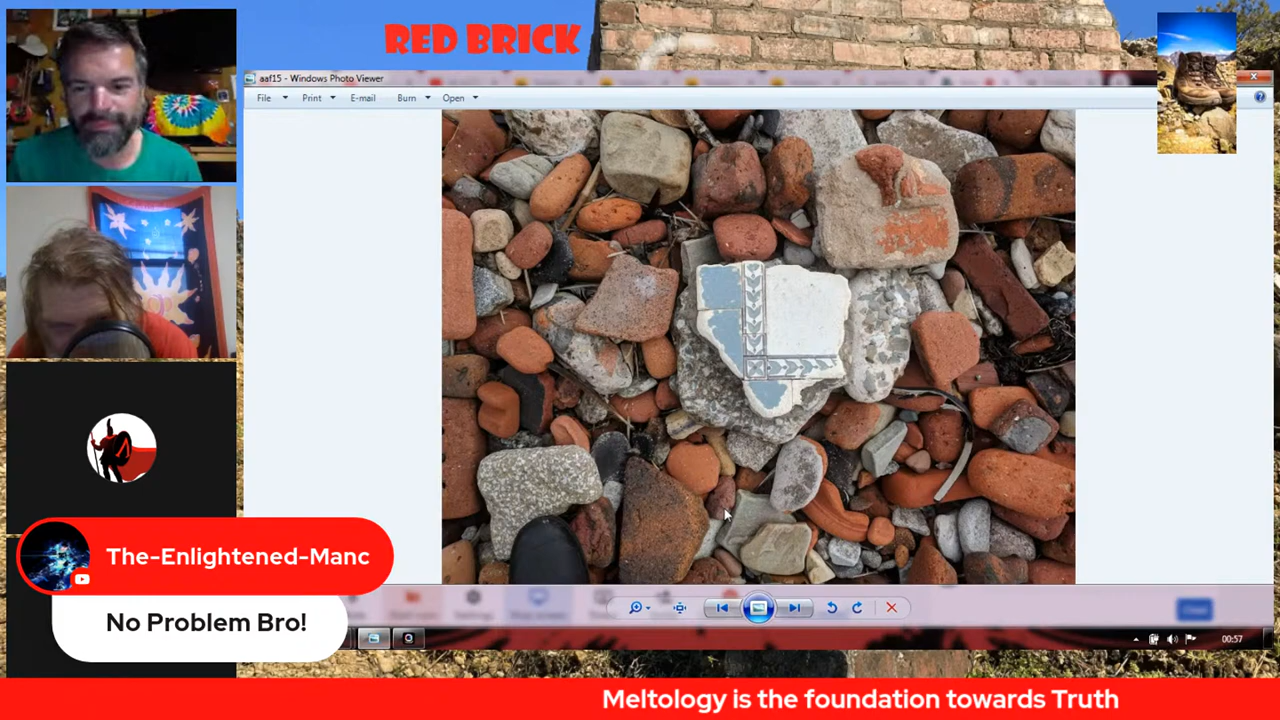 RED BRICK
aaf15 - Windows Photo Viewer
File
Print
E-mail
Burn
Open
The-Enlightened-Manc
No Problem Bro!
00:57
Meltology is the foundation towards Truth